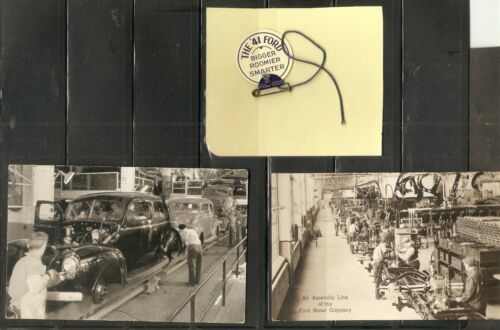 THE '41 FORD
BIGGER
ROOMIER
SMARTER
An Assembly Line
of the
Ford Motor Company